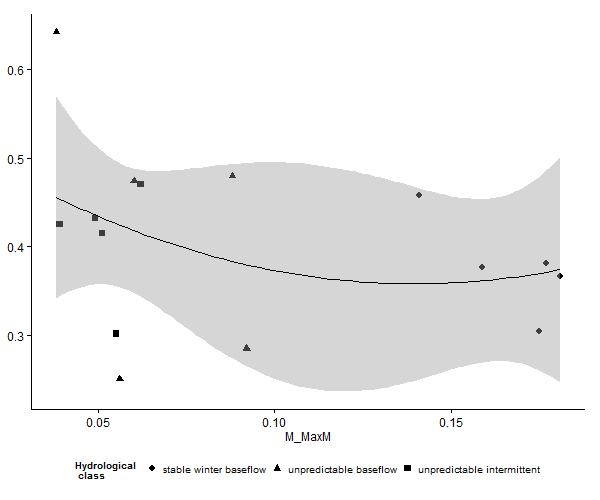 0.6
0.5
0.4
0.3
0.05 0.10 0.15
M_MaxM
Hydrological
class
stable winter baseflow unpredictable baseflow unpredictable intermittent